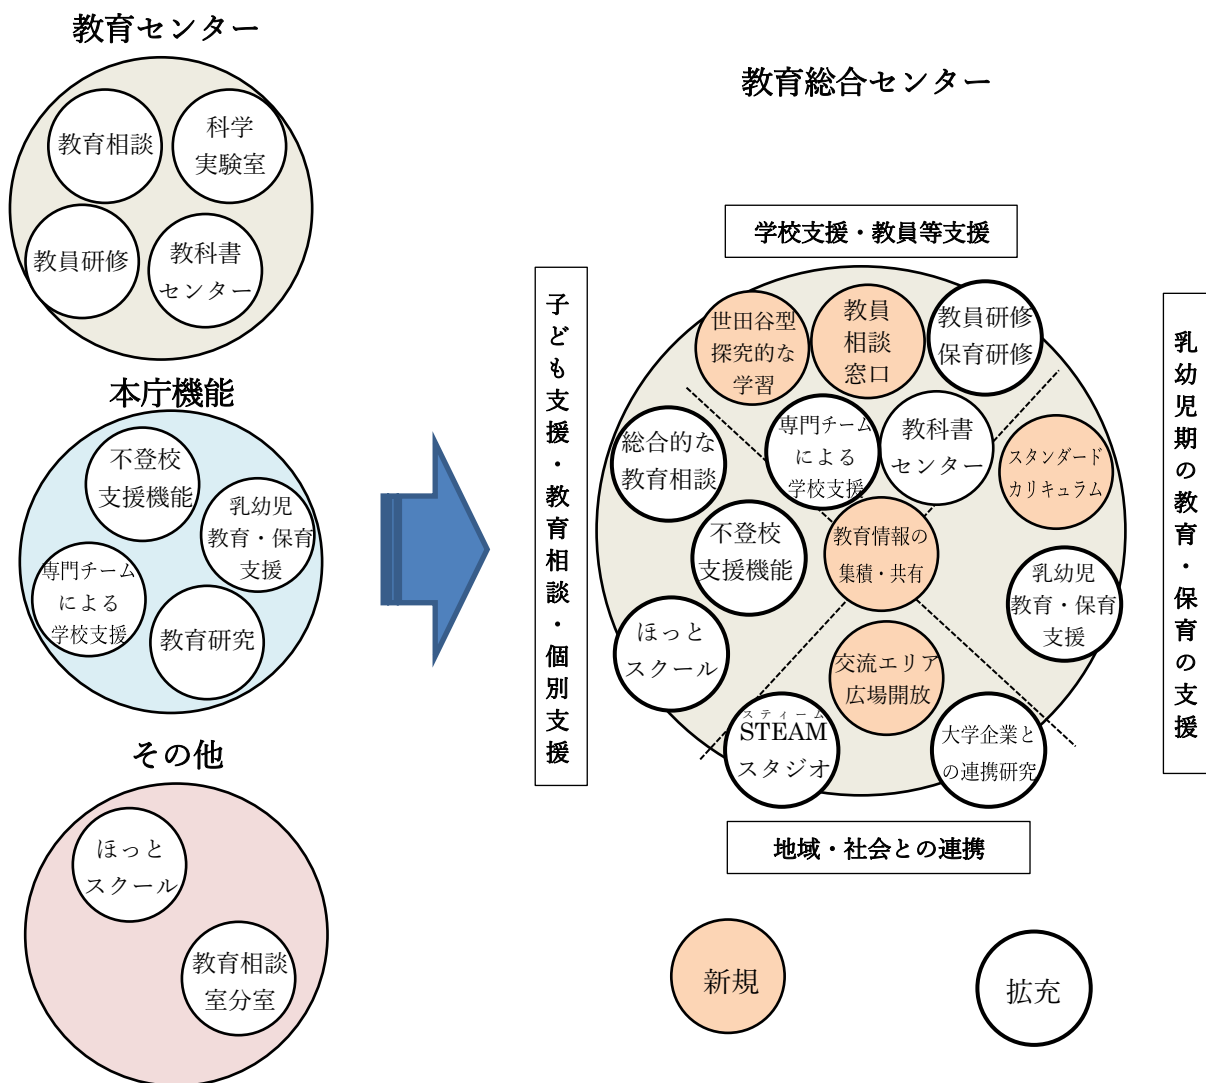 教育センター
教育相談
科学
実験室
教員研修
教科書
センター
本庁機能
不登校
支援機能
乳幼児
教育・保育
支援
専門チーム
による
学校支援
教育研究
その他
ほっと
スクール
教育相談
室分室
教育総合センター
学校支援・教員等支援
子ども支援・教育相談・個別支援
乳幼児期の教育・保育の支援
世田谷型
探究的な
学習
教員
相談
窓口
教員研修
保育研修
総合的な
教育相談
専門チーム
による
学校支援
教科書
センター
スタンダード
カリキュラム
不登校
支援機能
教育情報の
集積・共有
乳幼児
教育・保育
支援
ほっと
スクール
交流エリア
広場開放
スティーム
STEAM
スタジオ
大学企業と
の連携研究
地域・社会との連携
新規
拡充